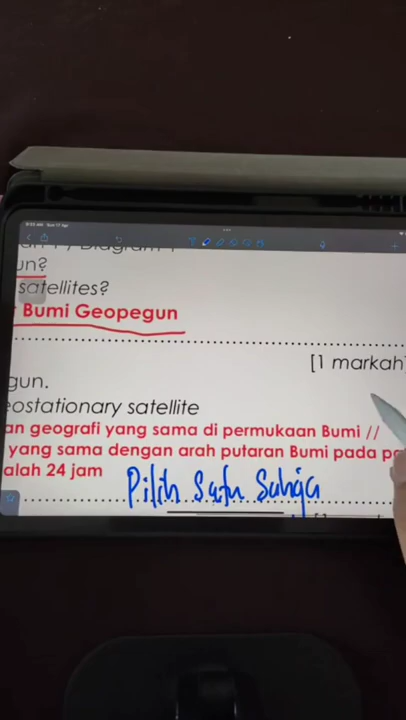 un?
satellites?
Bumi Geopegun
[1 markah]
gun.
eostationary satellite
an geografi yang sama di permukaan Bumi //
yang sama dengan arah putaran Bumi pada pa
alah 24 jam
Pilih Satu Sahaja